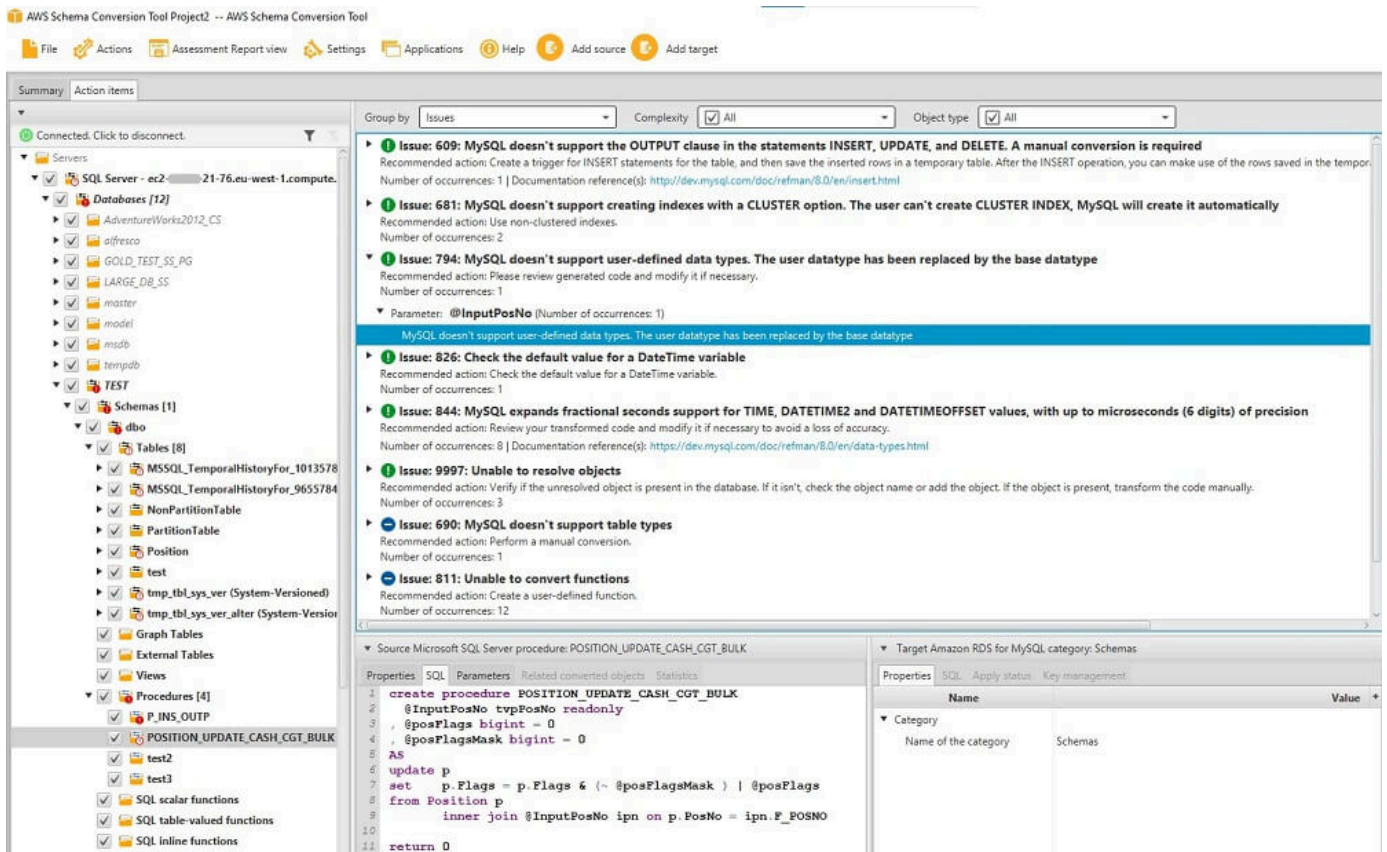 AWS Schema Conversion Tool Project2 -- AWS Schema Conversion Tool
File Actions Assessment Report view Settings Applications Help Add source Add target
Summary Action items
Connected. Click to disconnect.
Servers
SQL Server - ec2- 21-76.eu-west-1.compute.
Databases [12]
AdventureWorks2012_CS
alfresco
GOLD_TEST_SS_PG
LARGE_DB_SS
master
model
msdb
tempdb
TEST
Schemas [1]
dbo
Tables [8]
MSSQL_TemporalHistoryFor_1013578
MSSQL_TemporalHistoryFor_9655784
NonPartitionTable
PartitionTable
Position
test
tmp_tbl_sys_ver (System-Versioned)
tmp_tbl_sys_ver_alter (System-Version
Graph Tables
External Tables
Views
Procedures [4]
P_INS_OUTP
POSITION_UPDATE_CASH_CGT_BULK
test2
test3
SQL scalar functions
SQL table-valued functions
SQL inline functions
Group by Issues Complexity All Object type All
Issue: 609: MySQL doesn't support the OUTPUT clause in the statements INSERT, UPDATE, and DELETE. A manual conversion is required
Recommended action: Create a trigger for INSERT statements for the table, and then save the inserted rows in a temporary table. After the INSERT operation, you can make use of the rows saved in the tempor
Number of occurrences: 1 | Documentation reference(s): http://dev.mysql.com/doc/refman/8.0/en/insert.html
Issue: 681: MySQL doesn't support creating indexes with a CLUSTER option. The user can't create CLUSTER INDEX, MySQL will create it automatically
Recommended action: Use non-clustered indexes.
Number of occurrences: 2
Issue: 794: MySQL doesn't support user-defined data types. The user datatype has been replaced by the base datatype
Recommended action: Please review generated code and modify it if necessary.
Number of occurrences: 1
Parameter: @InputPosNo (Number of occurrences: 1)
MySQL doesn't support user-defined data types. The user datatype has been replaced by the base datatype
Issue: 826: Check the default value for a DateTime variable
Recommended action: Check the default value for a DateTime variable.
Number of occurrences: 1
Issue: 844: MySQL expands fractional seconds support for TIME, DATETIME2 and DATETIMEOFFSET values, with up to microseconds (6 digits) of precision
Recommended action: Review your transformed code and modify it if necessary to avoid a loss of accuracy.
Number of occurrences: 8 | Documentation reference(s): https://dev.mysql.com/doc/refman/8.0/en/data-types.html
Issue: 9997: Unable to resolve objects
Recommended action: Verify if the unresolved object is present in the database. If it isn't, check the object name or add the object. If the object is present, transform the code manually.
Number of occurrences: 3
Issue: 690: MySQL doesn't support table types
Recommended action: Perform a manual conversion.
Number of occurrences: 1
Issue: 811: Unable to convert functions
Recommended action: Create a user-defined function.
Number of occurrences: 12
Source Microsoft SQL Server procedure: POSITION_UPDATE_CASH_CGT_BULK
Properties SQL Parameters Related converted objects Statistics
1 create procedure POSITION_UPDATE_CASH_CGT_BULK
2 @InputPosNo tvpPosNo readonly
3 , @posFlags bigint = 0
4 , @posFlagsMask bigint = 0
5 AS
6 update p
7 set p.Flags = p.Flags & (~ @posFlagsMask ) | @posFlags
8 from Position p
9 inner join @InputPosNo ipn on p.PosNo = ipn.F_POSNO
10
11 return 0
Target Amazon RDS for MySQL category: Schemas
Properties SQL Apply status Key management
Name Value +
Category
Name of the category Schemas